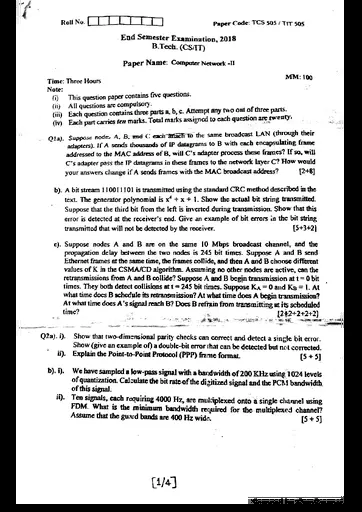 Roll No.
Paper Code: TCS 505 / TIT 505
End Semester Examination, 2018
B.Tech. (CS/IT)
Paper Name: Computer Network -II
MM: 100
Time: Three Hours
Note:
(i) This question paper contains five questions.
(ii) All questions are compulsory.
(iii) Each question contains three parts a, b, c. Attempt any two out of three parts.
(iv) Each part carries few marks. Total marks assigned to each question are twenty.
Q1a). Suppose nodes A, B, and C each attach to the same broadcast LAN (through their
adapters). If A sends thousands of IP datagrams to B with each encapsulating frame
addressed to the MAC address of B, will C's adapter process these frames? If so, will
C's adapter pass the IP datagrams in these frames to the network layer C? How would
your answers change if A sends frames with the MAC broadcast address? [2+8]
b). A bit stream 110011101 is transmitted using the standard CRC method described in the
text. The generator polynomial is x⁴ + x + 1. Show the actual bit string transmitted.
Suppose that the third bit from the left is inverted during transmission. Show that this
error is detected at the receiver's end. Give an example of bit errors in the bit string
transmitted that will not be detected by the receiver. [5+3+2]
c). Suppose nodes A and B are on the same 10 Mbps broadcast channel, and the
propagation delay between the two nodes is 245 bit times. Suppose A and B send
Ethernet frames at the same time, the frames collide, and then A and B choose different
values of K in the CSMA/CD algorithm. Assuming no other nodes are active, can the
retransmissions from A and B collide? Suppose A and B begin transmission at t = 0 bit
times. They both detect collisions at t = 245 bit times. Suppose KA = 0 and KB = 1. At
what time does B schedule its retransmission? At what time does A begin transmission?
At what time does A's signal reach B? Does B refrain from transmitting at its scheduled
time? [2+2+2+2+2]
Q2a). i). Show that two-dimensional parity checks can correct and detect a single bit error.
Show (give an example of) a double-bit error that can be detected but not corrected.
ii). Explain the Point-to-Point Protocol (PPP) frame format. [5 + 5]
b). i). We have sampled a low-pass signal with a bandwidth of 200 KHz using 1024 levels
of quantization. Calculate the bit rate of the digitized signal and the PCM bandwidth
of this signal.
ii). Ten signals, each requiring 4000 Hz, are multiplexed onto a single channel using
FDM. What is the minimum bandwidth required for the multiplexed channel?
Assume that the guard bands are 400 Hz wide. [5 + 5]
[1/4]